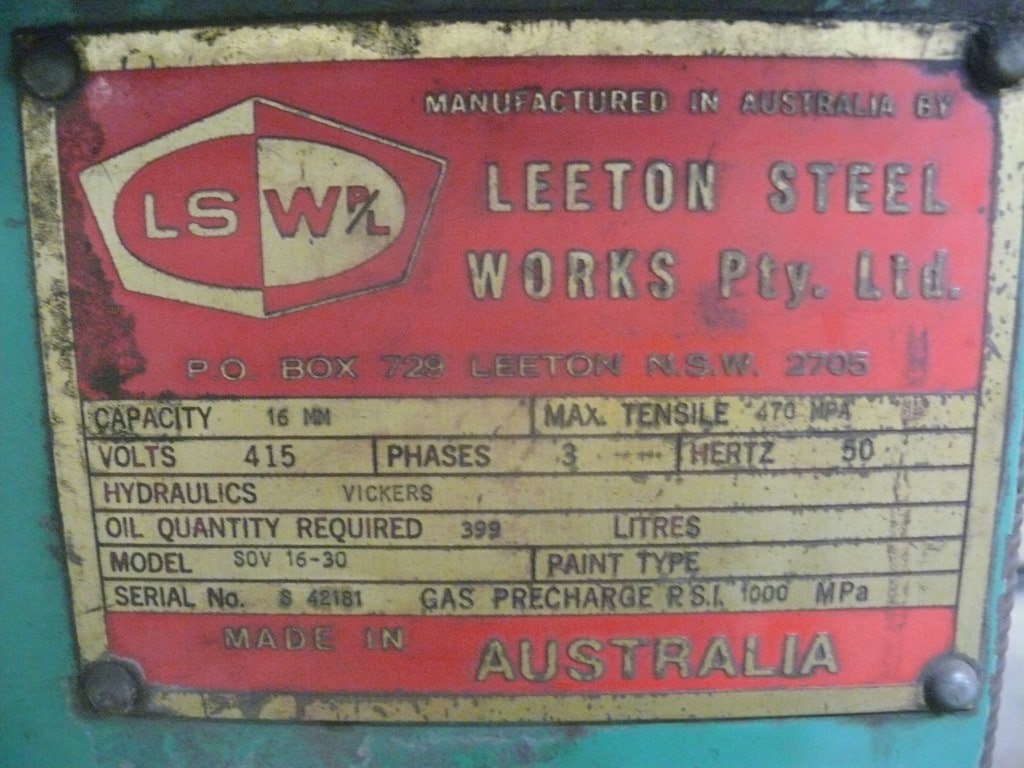 MANUFACTURED IN AUSTRALIA BY
LSWP/L
LEETON STEEL
WORKS Pty. Ltd.
P.O. BOX 729 LEETON N.S.W. 2705
CAPACITY 16 MM MAX. TENSILE 470 MPA
VOLTS 415 PHASES 3 HERTZ 50
HYDRAULICS VICKERS
OIL QUANTITY REQUIRED 399 LITRES
MODEL SOV 16-30 PAINT TYPE
SERIAL No. S 42181 GAS PRECHARGE P.S.I. 1000 MPa
MADE IN AUSTRALIA